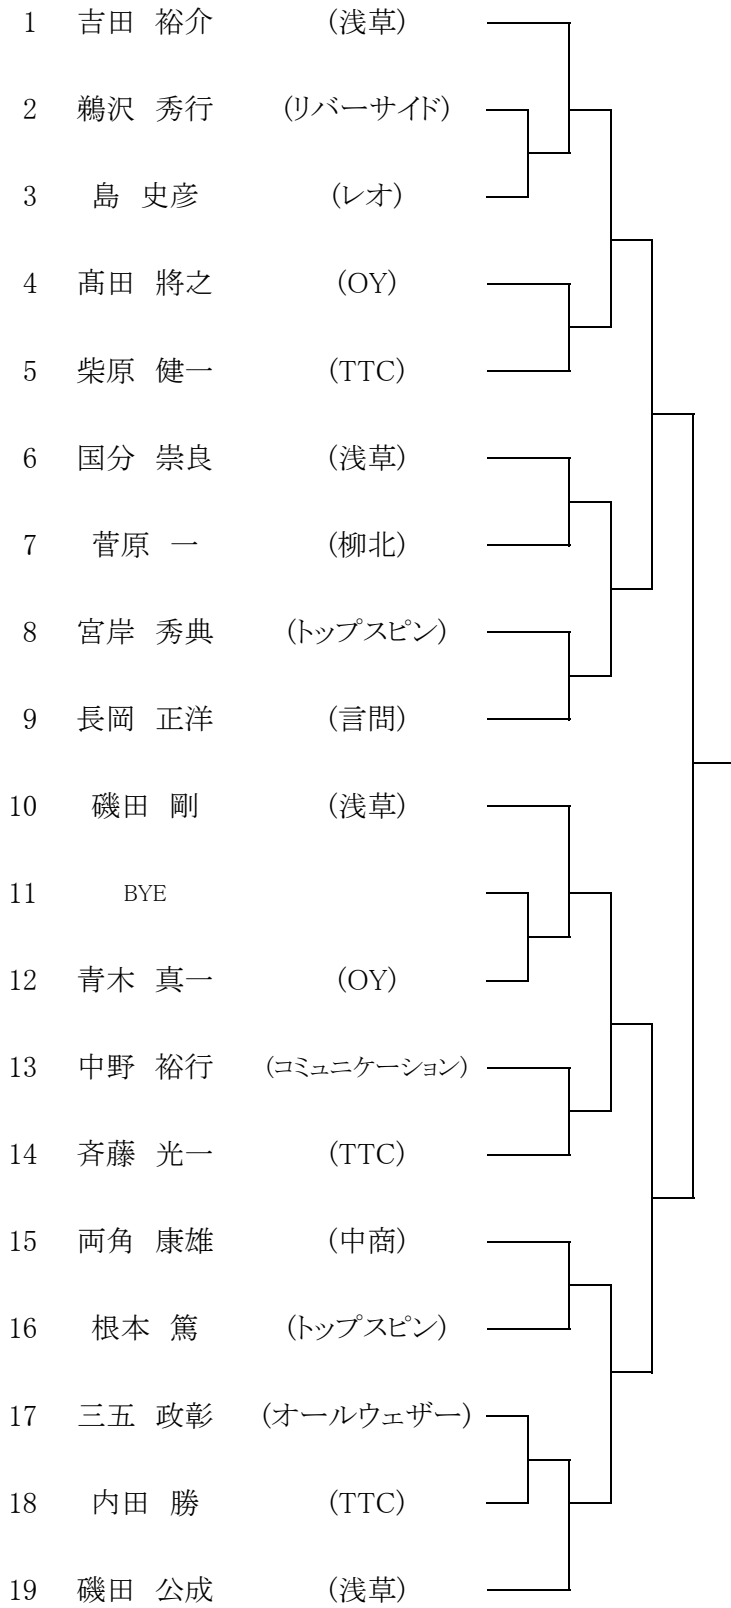 1 吉田 裕介 (浅草)
2 鵜沢 秀行 (リバーサイド)
3 島 史彦 (レオ)
4 髙田 將之 (OY)
5 柴原 健一 (TTC)
6 国分 崇良 (浅草)
7 菅原 一 (柳北)
8 宮岸 秀典 (トップスピン)
9 長岡 正洋 (言問)
10 磯田 剛 (浅草)
11 BYE
12 青木 真一 (OY)
13 中野 裕行 (コミュニケーション)
14 斉藤 光一 (TTC)
15 両角 康雄 (中商)
16 根本 篤 (トップスピン)
17 三五 政彰 (オールウェザー)
18 内田 勝 (TTC)
19 磯田 公成 (浅草)